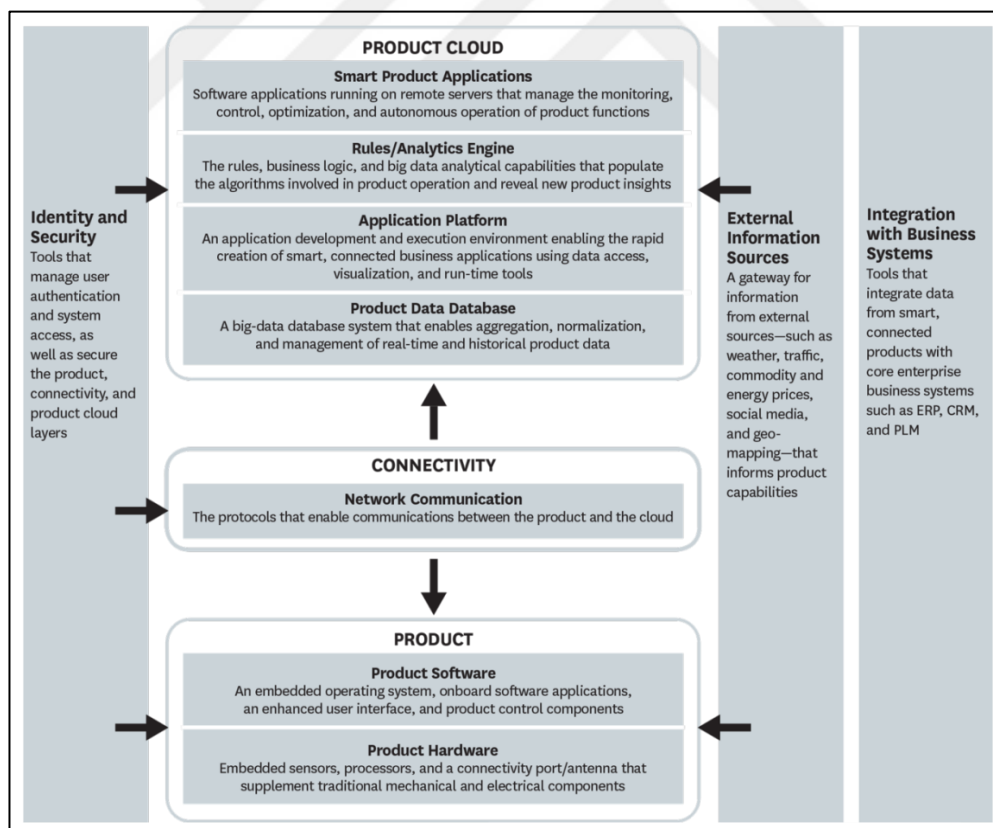 PRODUCT CLOUD
Smart Product Applications
Software applications running on remote servers that manage the monitoring,
control, optimization, and autonomous operation of product functions
Rules/Analytics Engine
The rules, business logic, and big data analytical capabilities that populate
the algorithms involved in product operation and reveal new product insights
Application Platform
An application development and execution environment enabling the rapid
creation of smart, connected business applications using data access,
visualization, and run-time tools
Product Data Database
A big-data database system that enables aggregation, normalization,
and management of real-time and historical product data
Identity and
Security
Tools that
manage user
authentication
and system
access, as
well as secure
the product,
connectivity, and
product cloud
layers
External
Information
Sources
A gateway for
information
from external
sources—such as
weather, traffic,
commodity and
energy prices,
social media,
and geo-
mapping—that
informs product
capabilities
Integration
with Business
Systems
Tools that
integrate data
from smart,
connected
products with
core enterprise
business systems
such as ERP, CRM,
and PLM
CONNECTIVITY
Network Communication
The protocols that enable communications between the product and the cloud
PRODUCT
Product Software
An embedded operating system, onboard software applications,
an enhanced user interface, and product control components
Product Hardware
Embedded sensors, processors, and a connectivity port/antenna that
supplement traditional mechanical and electrical components